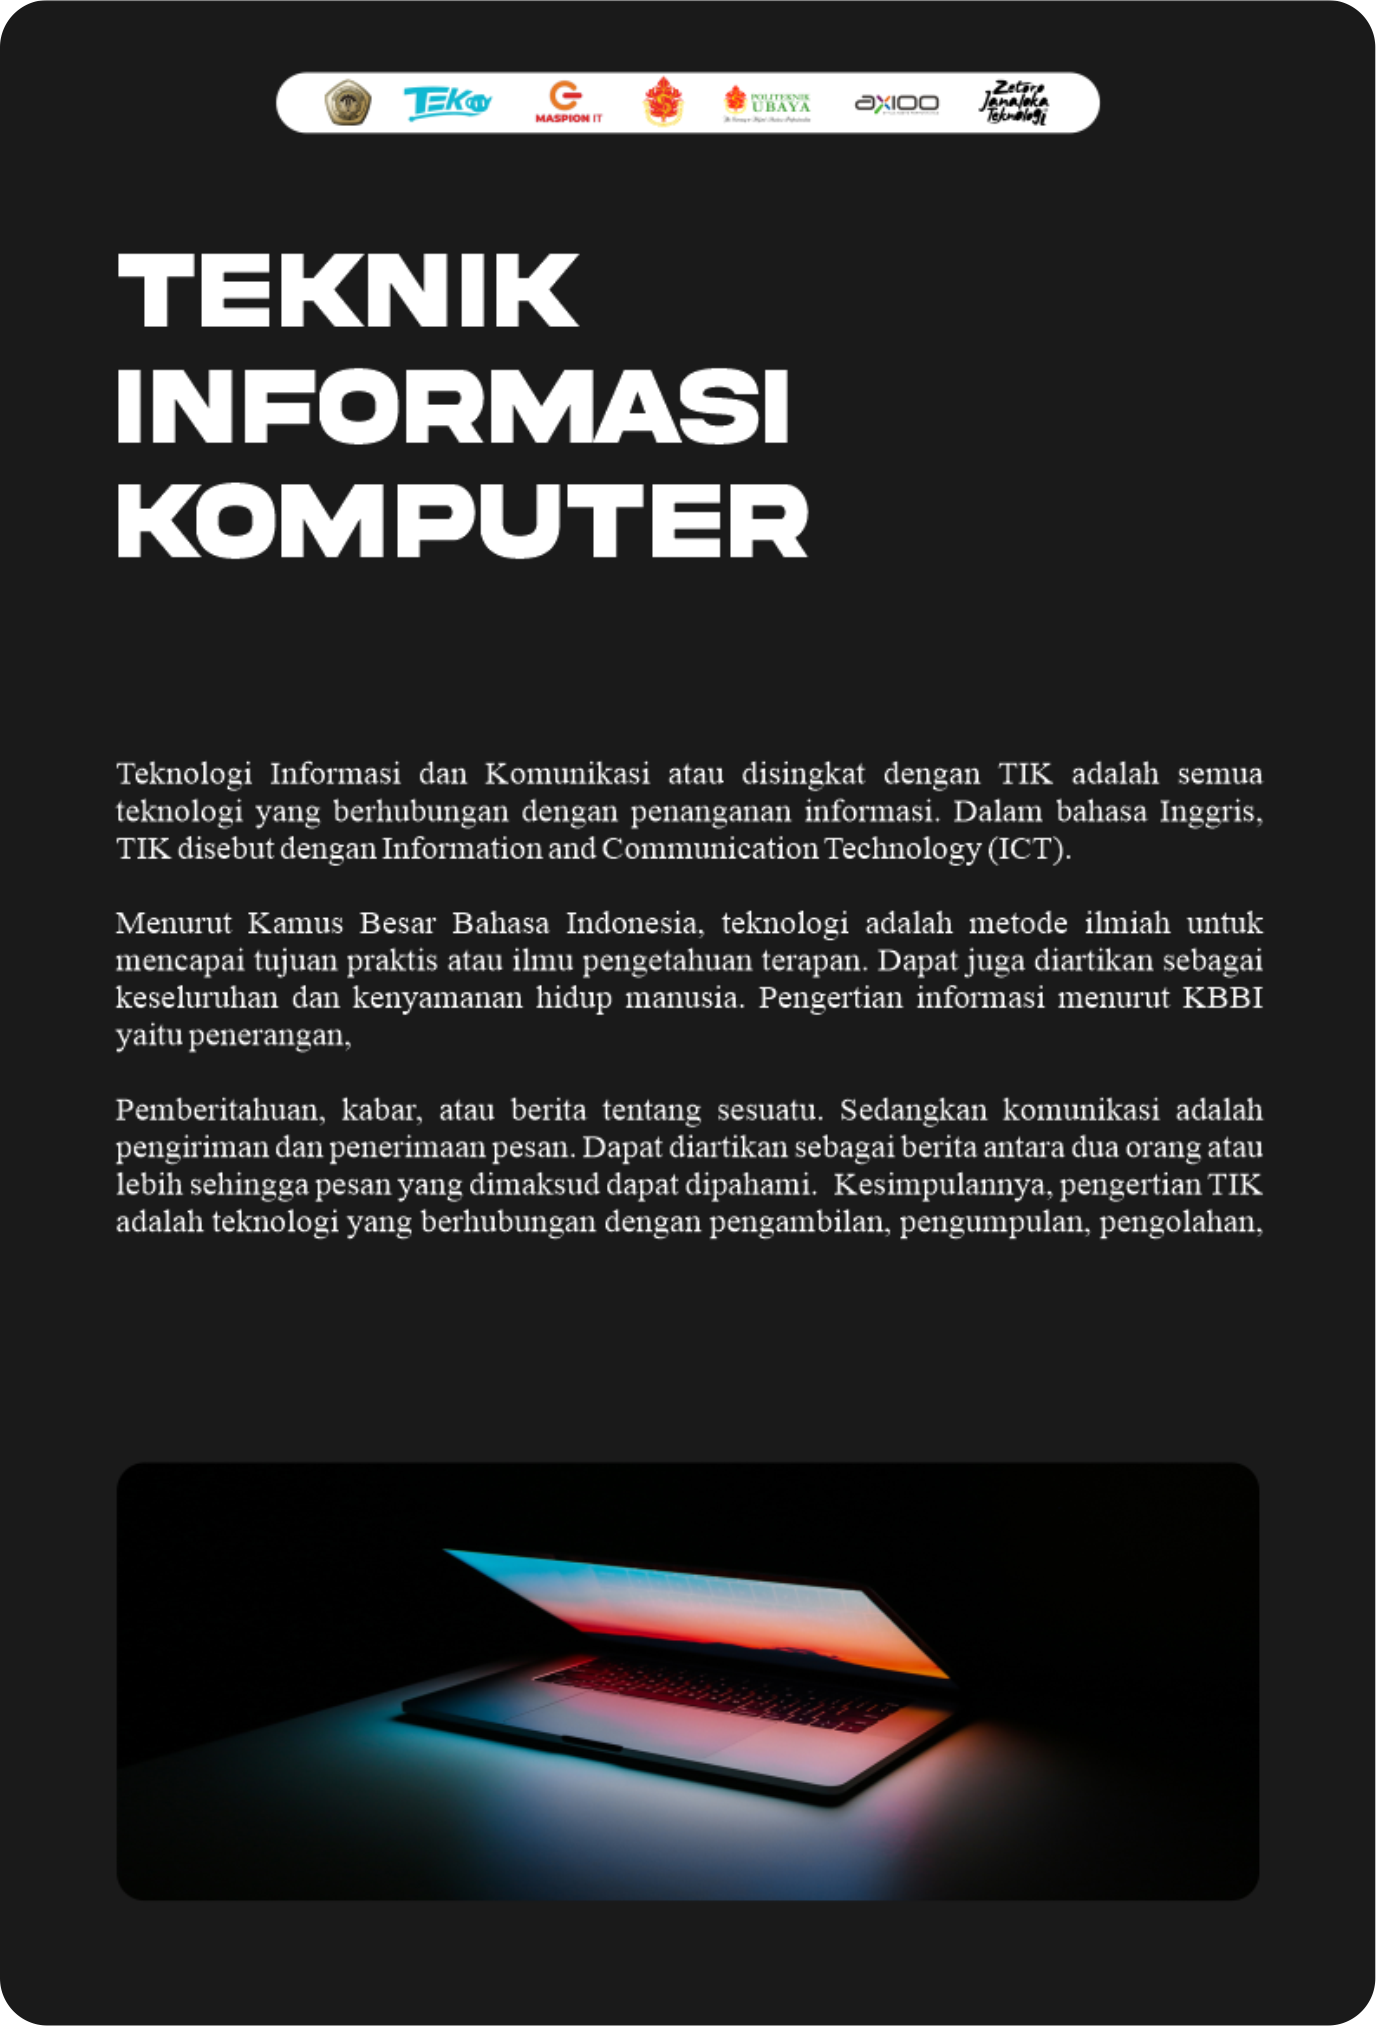 TEKO
MASPION IT
POLITEKNIK
UBAYA
AXIOO
Zetoro
Janaloka
Teknologi
TEKNIK
INFORMASI
KOMPUTER
Teknologi Informasi dan Komunikasi atau disingkat dengan TIK adalah semua
teknologi yang berhubungan dengan penanganan informasi. Dalam bahasa Inggris,
TIK disebut dengan Information and Communication Technology (ICT).
Menurut Kamus Besar Bahasa Indonesia, teknologi adalah metode ilmiah untuk
mencapai tujuan praktis atau ilmu pengetahuan terapan. Dapat juga diartikan sebagai
keseluruhan dan kenyamanan hidup manusia. Pengertian informasi menurut KBBI
yaitu penerangan,
Pemberitahuan, kabar, atau berita tentang sesuatu. Sedangkan komunikasi adalah
pengiriman dan penerimaan pesan. Dapat diartikan sebagai berita antara dua orang atau
lebih sehingga pesan yang dimaksud dapat dipahami. Kesimpulannya, pengertian TIK
adalah teknologi yang berhubungan dengan pengambilan, pengumpulan, pengolahan,